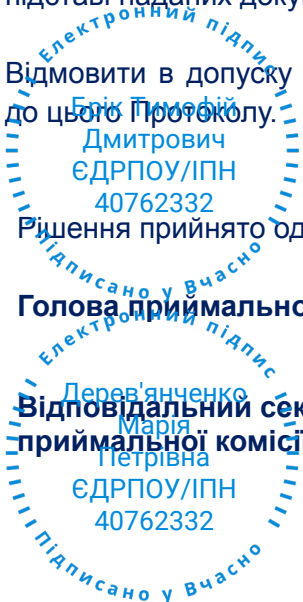 підставі наданих доку
Електронний підпис
Відмовити в допуску
до цього Протоколу.
Брік Тимофій
Дмитрович
ЄДРПОУ/ІПН
40762332
Рішення прийнято од
Підписано у Вчасно
Голова приймально
Електронний підпис
Дерев'янченко
Відповідальний сек
Марія
приймальної комісії
Петрівна
ЄДРПОУ/ІПН
40762332
Підписано у Вчасно